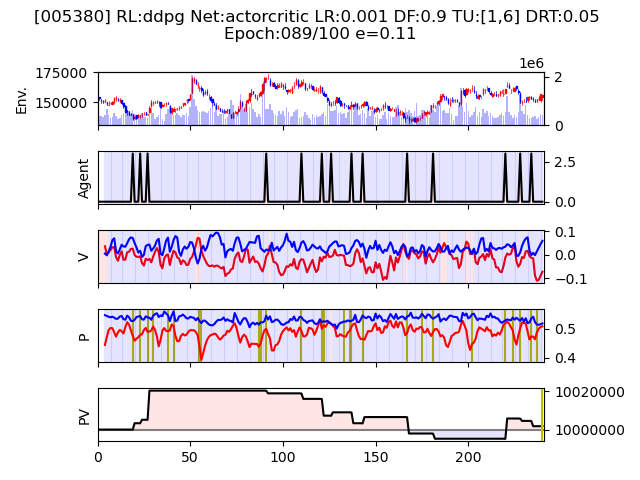 [005380] RL:ddpg Net:actorcritic LR:0.001 DF:0.9 TU:[1,6] DRT:0.05
Epoch:089/100 e=0.11
1e6
175000
150000
Env.
2
0
Agent
2.5
0.0
V
0.1
0.0
−0.1
P
0.5
0.4
PV
10020000
10000000
0
50
100
150
200